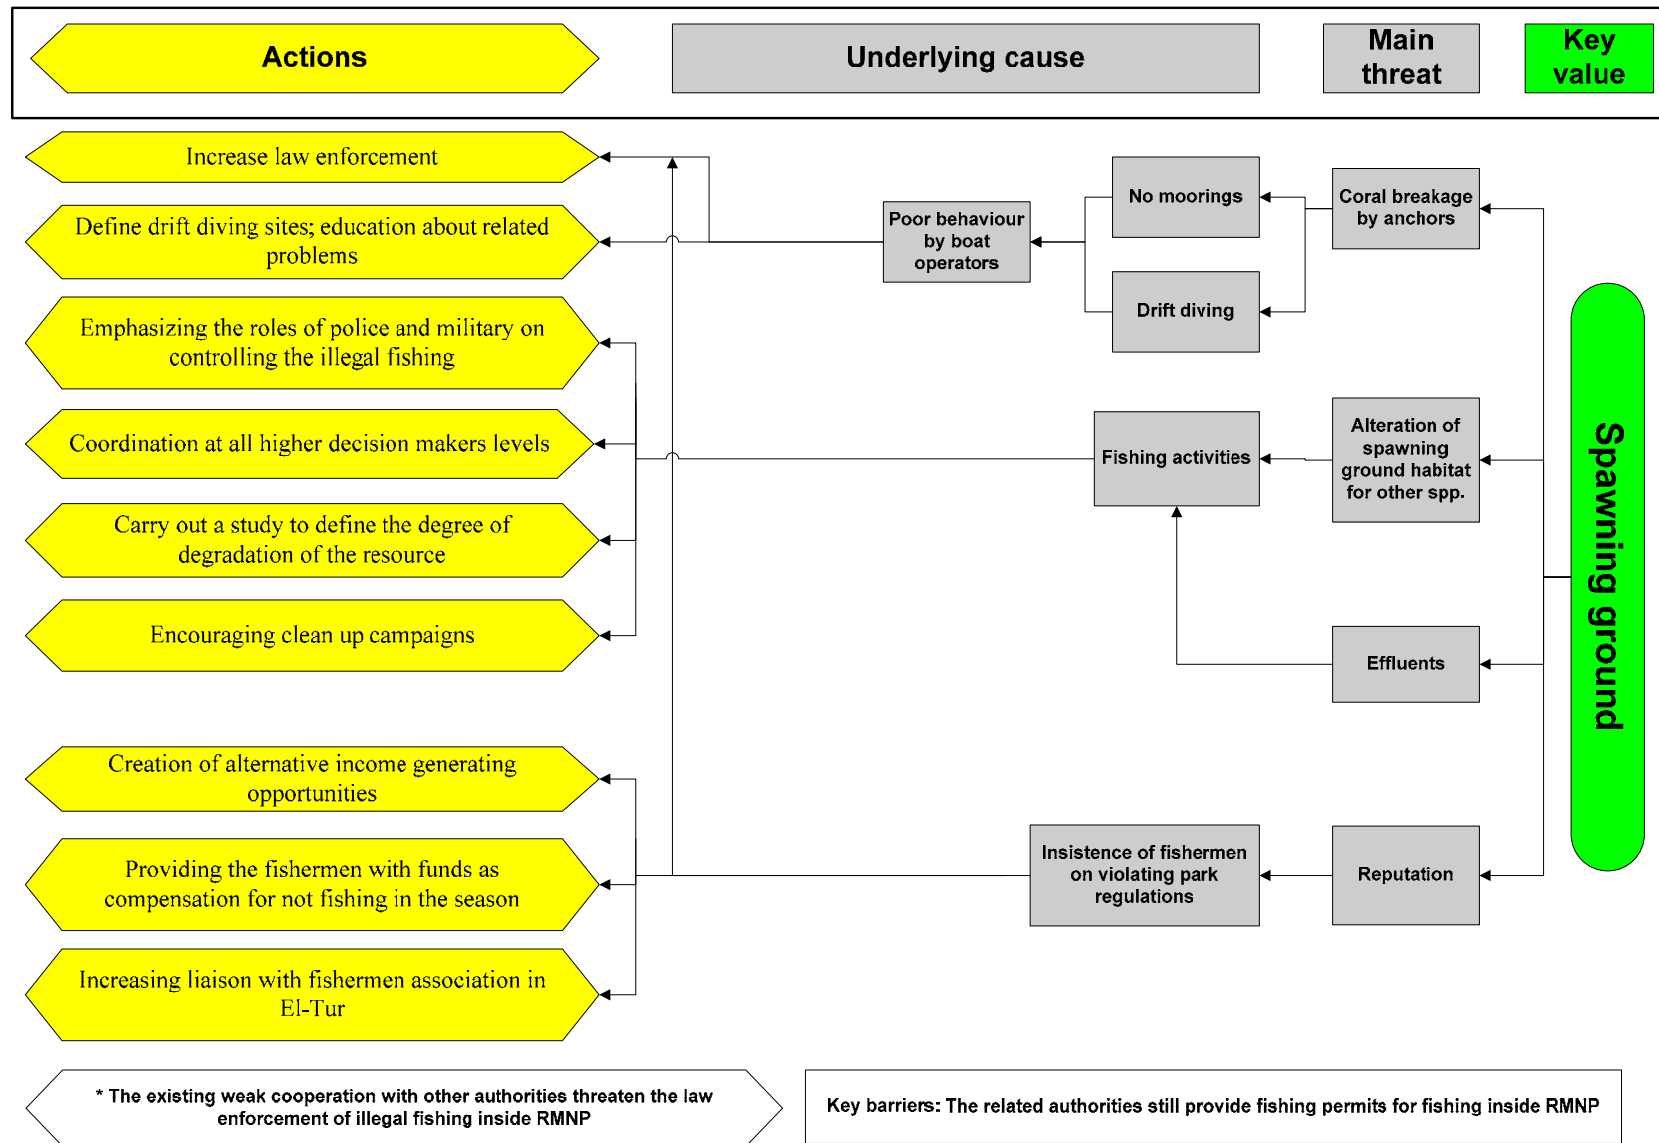 Actions
Underlying cause
Main
threat
Key
value
Increase law enforcement
Define drift diving sites; education about related
problems
Emphasizing the roles of police and military on
controlling the illegal fishing
Coordination at all higher decision makers levels
Carry out a study to define the degree of
degradation of the resource
Encouraging clean up campaigns
Creation of alternative income generating
opportunities
Providing the fishermen with funds as
compensation for not fishing in the season
Increasing liaison with fishermen association in
El-Tur
Poor behaviour
by boat
operators
No moorings
Drift diving
Coral breakage
by anchors
Fishing activities
Alteration of
spawning
ground habitat
for other spp.
Effluents
Insistence of fishermen
on violating park
regulations
Reputation
Spawning ground
* The existing weak cooperation with other authorities threaten the law
enforcement of illegal fishing inside RMNP
Key barriers: The related authorities still provide fishing permits for fishing inside RMNP